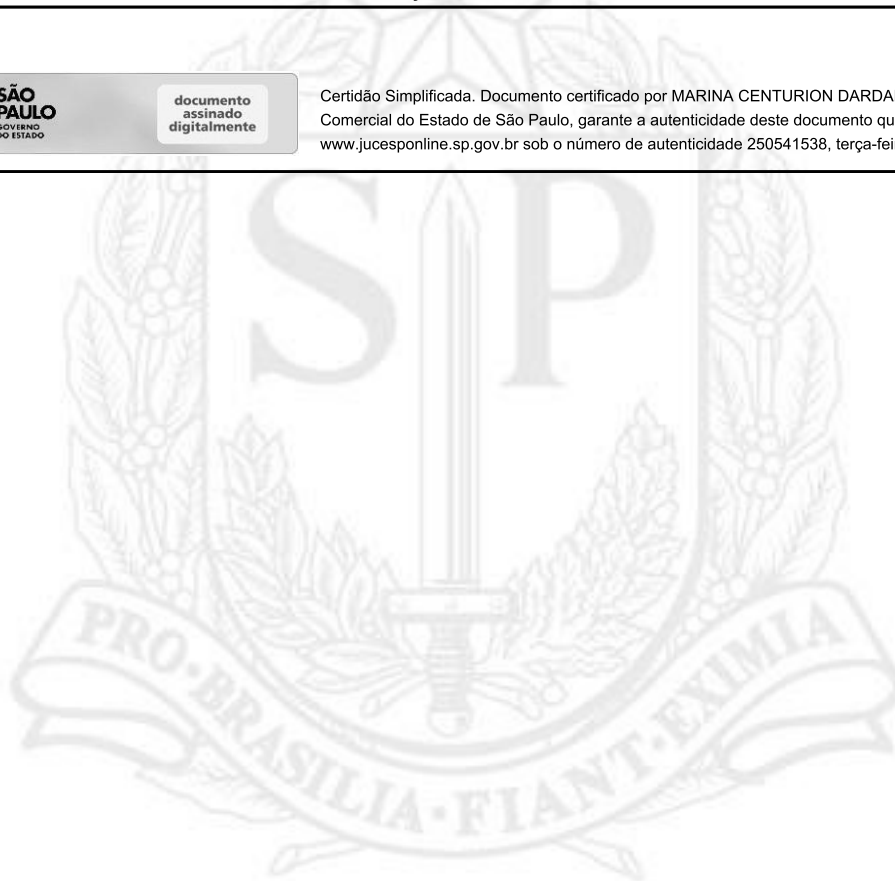 SÃO
PAULO
GOVERNO
DO ESTADO
documento
assinado
digitalmente
Certidão Simplificada. Documento certificado por MARINA CENTURION DARDA
Comercial do Estado de São Paulo, garante a autenticidade deste documento qu
www.jucesponline.sp.gov.br sob o número de autenticidade 250541538, terça-fei
S P
PRO·BRASILIA·FIANT·EXIMIA